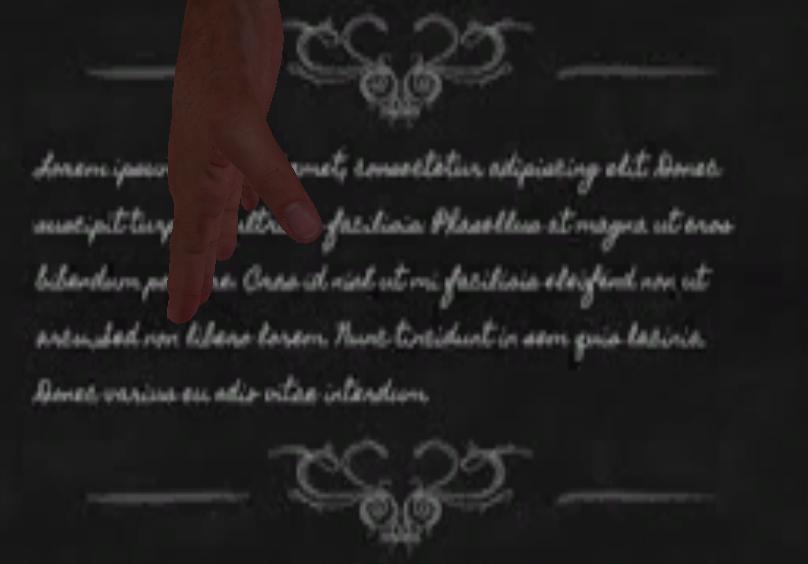 Lorem ipsum amet, consectetur adipiscing elit Donec
suscipit facilisis Phasellus at magna ut eros
bibendum Cras id nisl ut mi facilisis eleifend non ut
arcu. Sed non libero lorem. Nunc tincidunt in sem quis lacinia.
Donec varius eu odio vitae interdum